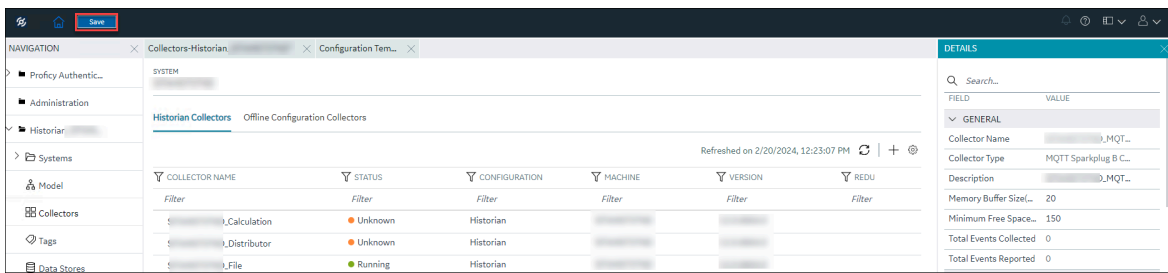 Save
NAVIGATION
Collectors-Historian
Configuration Tem...
DETAILS
Proficy Authentic...
Administration
Historian
Systems
Model
Collectors
Tags
Data Stores
SYSTEM
Historian Collectors Offline Configuration Collectors
Refreshed on 2/20/2024, 12:23:07 PM
COLLECTOR NAME STATUS CONFIGURATION MACHINE VERSION REDU
Filter Filter Filter Filter Filter Filter
_Calculation Unknown Historian
_Distributor Unknown Historian
_File Running Historian
Search...
FIELD VALUE
GENERAL
Collector Name _MQT...
Collector Type MQTT Sparkplug B C...
Description _MQT...
Memory Buffer Size(... 20
Minimum Free Space... 150
Total Events Collected 0
Total Events Reported 0